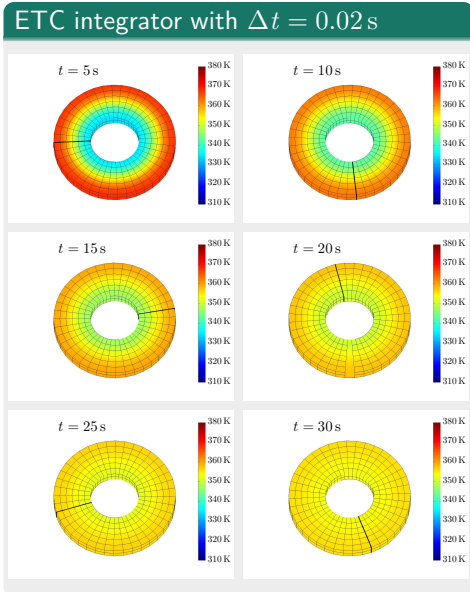 ETC integrator with Δt = 0.02 s
t = 5 s
380 K
370 K
360 K
350 K
340 K
330 K
320 K
310 K
t = 10 s
380 K
370 K
360 K
350 K
340 K
330 K
320 K
310 K
t = 15 s
380 K
370 K
360 K
350 K
340 K
330 K
320 K
310 K
t = 20 s
380 K
370 K
360 K
350 K
340 K
330 K
320 K
310 K
t = 25 s
380 K
370 K
360 K
350 K
340 K
330 K
320 K
310 K
t = 30 s
380 K
370 K
360 K
350 K
340 K
330 K
320 K
310 K